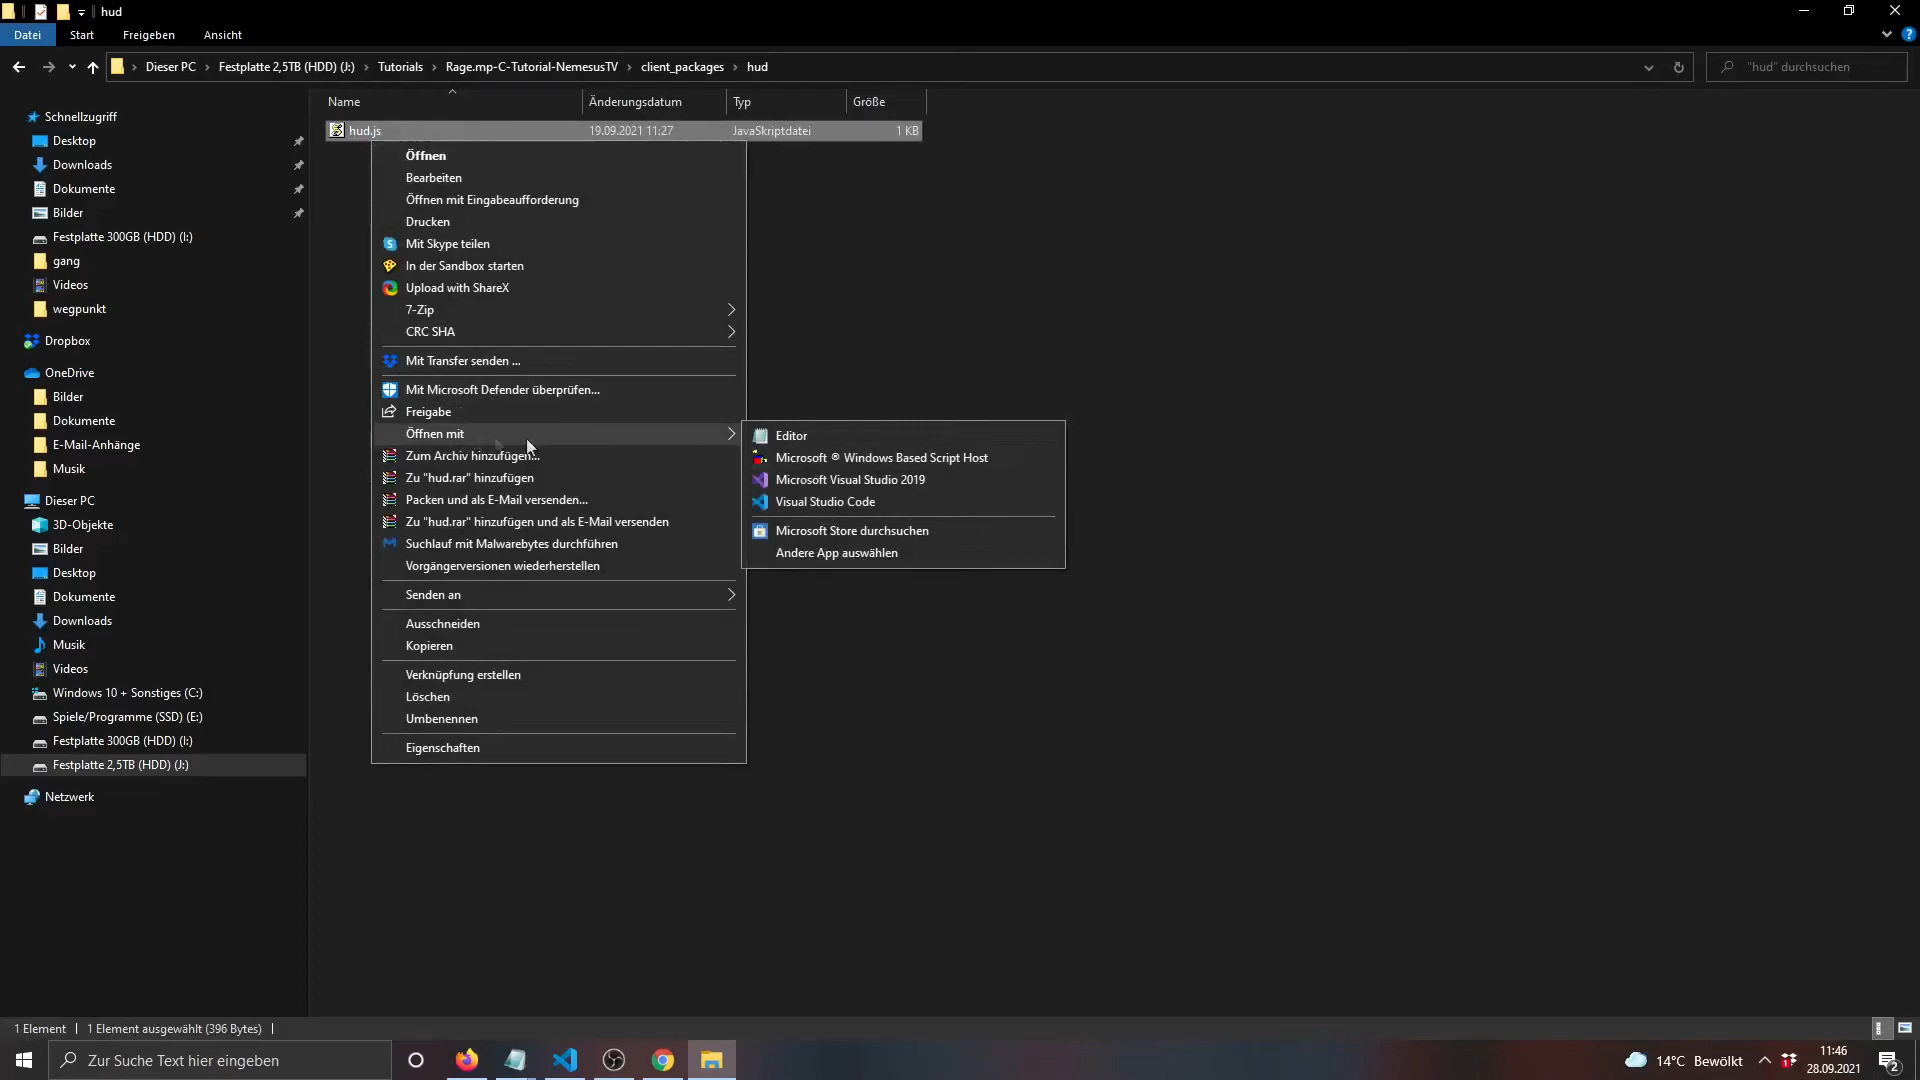 hud
Datei Start Freigeben Ansicht
Dieser PC Festplatte 2,5TB (HDD) (J:) Tutorials Rage.mp-C-Tutorial-NemesusTV client_packages hud "hud" durchsuchen
Name Änderungsdatum Typ Größe
hud.js 19.09.2021 11:27 JavaSkriptdatei 1 KB
Schnellzugriff
Desktop
Downloads
Dokumente
Bilder
Festplatte 300GB (HDD) (I:)
gang
Videos
wegpunkt
Dropbox
OneDrive
Bilder
Dokumente
E-Mail-Anhänge
Musik
Dieser PC
3D-Objekte
Bilder
Desktop
Dokumente
Downloads
Musik
Videos
Windows 10 + Sonstiges (C:)
Spiele/Programme (SSD) (E:)
Festplatte 300GB (HDD) (I:)
Festplatte 2,5TB (HDD) (J:)
Netzwerk
Öffnen
Bearbeiten
Öffnen mit Eingabeaufforderung
Drucken
Mit Skype teilen
In der Sandbox starten
Upload with ShareX
7-Zip
CRC SHA
Mit Transfer senden ...
Mit Microsoft Defender überprüfen...
Freigabe
Öffnen mit
Zum Archiv hinzufügen...
Zu "hud.rar" hinzufügen
Packen und als E-Mail versenden...
Zu "hud.rar" hinzufügen und als E-Mail versenden
Suchlauf mit Malwarebytes durchführen
Vorgängerversionen wiederherstellen
Senden an
Ausschneiden
Kopieren
Verknüpfung erstellen
Löschen
Umbenennen
Eigenschaften
Editor
Microsoft ® Windows Based Script Host
Microsoft Visual Studio 2019
Visual Studio Code
Microsoft Store durchsuchen
Andere App auswählen
1 Element 1 Element ausgewählt (396 Bytes)
Zur Suche Text hier eingeben
14°C Bewölkt
11:46
28.09.2021
2